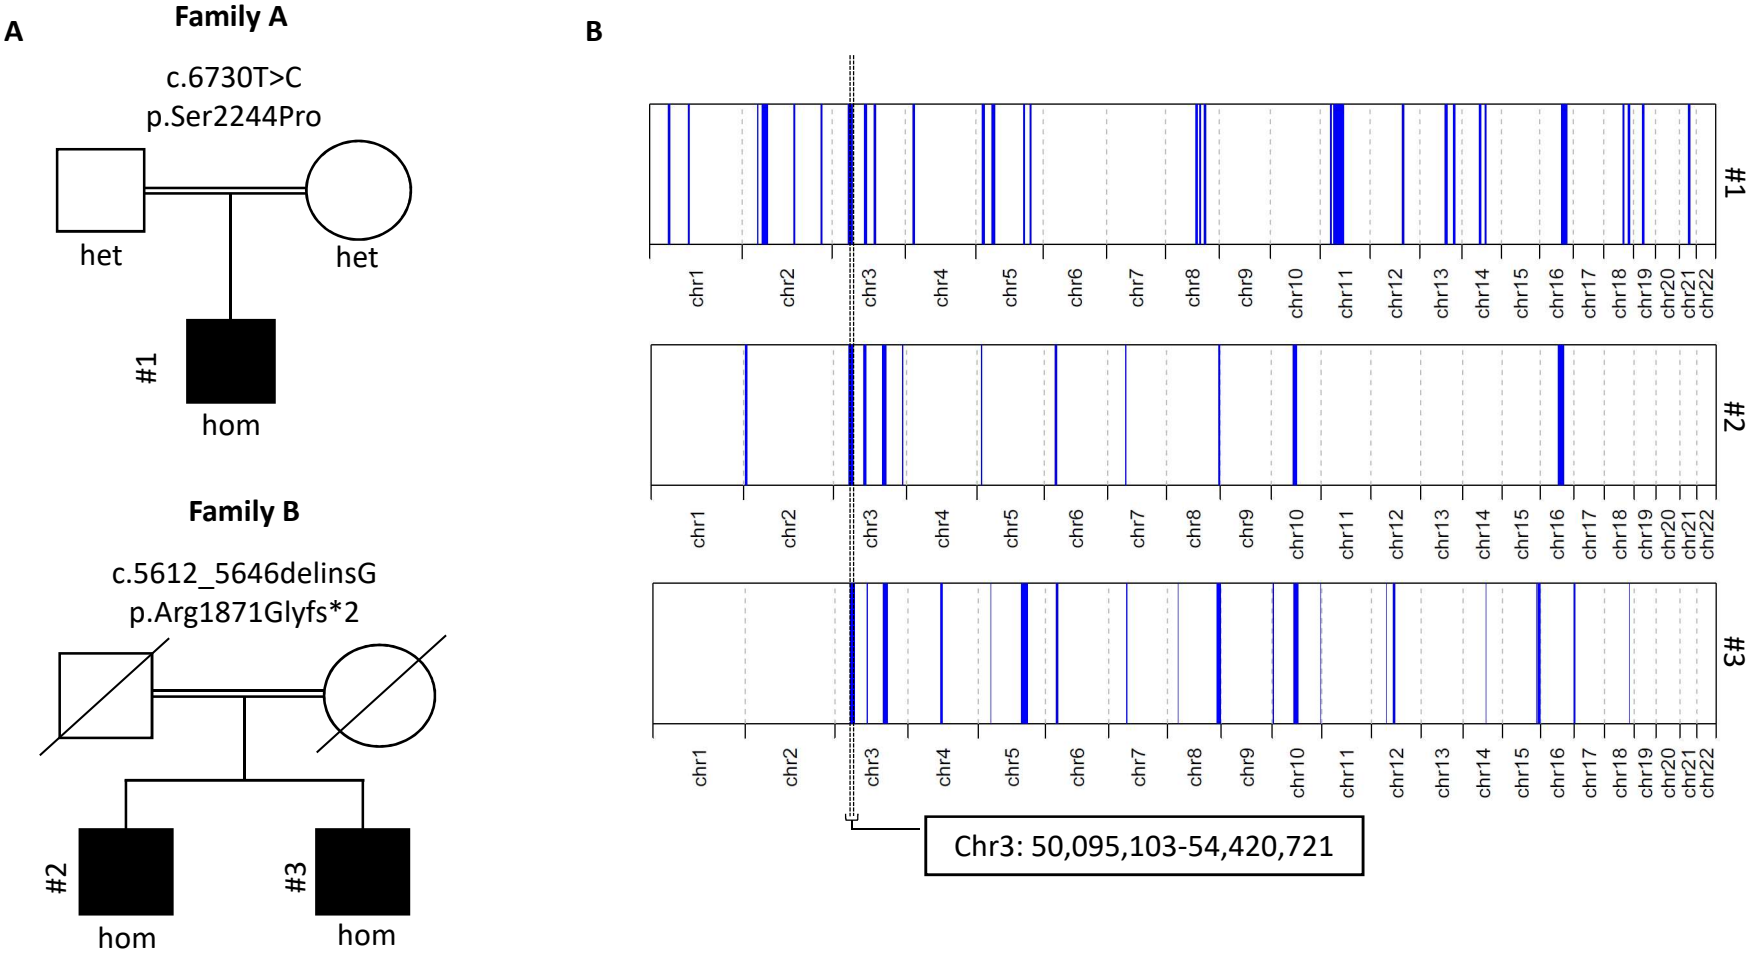 A
Family A
c.6730T>C
p.Ser2244Pro
het
het
#1
hom
Family B
c.5612_5646delinsG
p.Arg1871Glyfs*2
#2
hom
#3
hom
B
#1
chr1 chr2 chr3 chr4 chr5 chr6 chr7 chr8 chr9 chr10 chr11 chr12 chr13 chr14 chr15 chr16 chr17 chr18 chr19 chr20 chr21 chr22
#2
chr1 chr2 chr3 chr4 chr5 chr6 chr7 chr8 chr9 chr10 chr11 chr12 chr13 chr14 chr15 chr16 chr17 chr18 chr19 chr20 chr21 chr22
#3
chr1 chr2 chr3 chr4 chr5 chr6 chr7 chr8 chr9 chr10 chr11 chr12 chr13 chr14 chr15 chr16 chr17 chr18 chr19 chr20 chr21 chr22
Chr3: 50,095,103-54,420,721